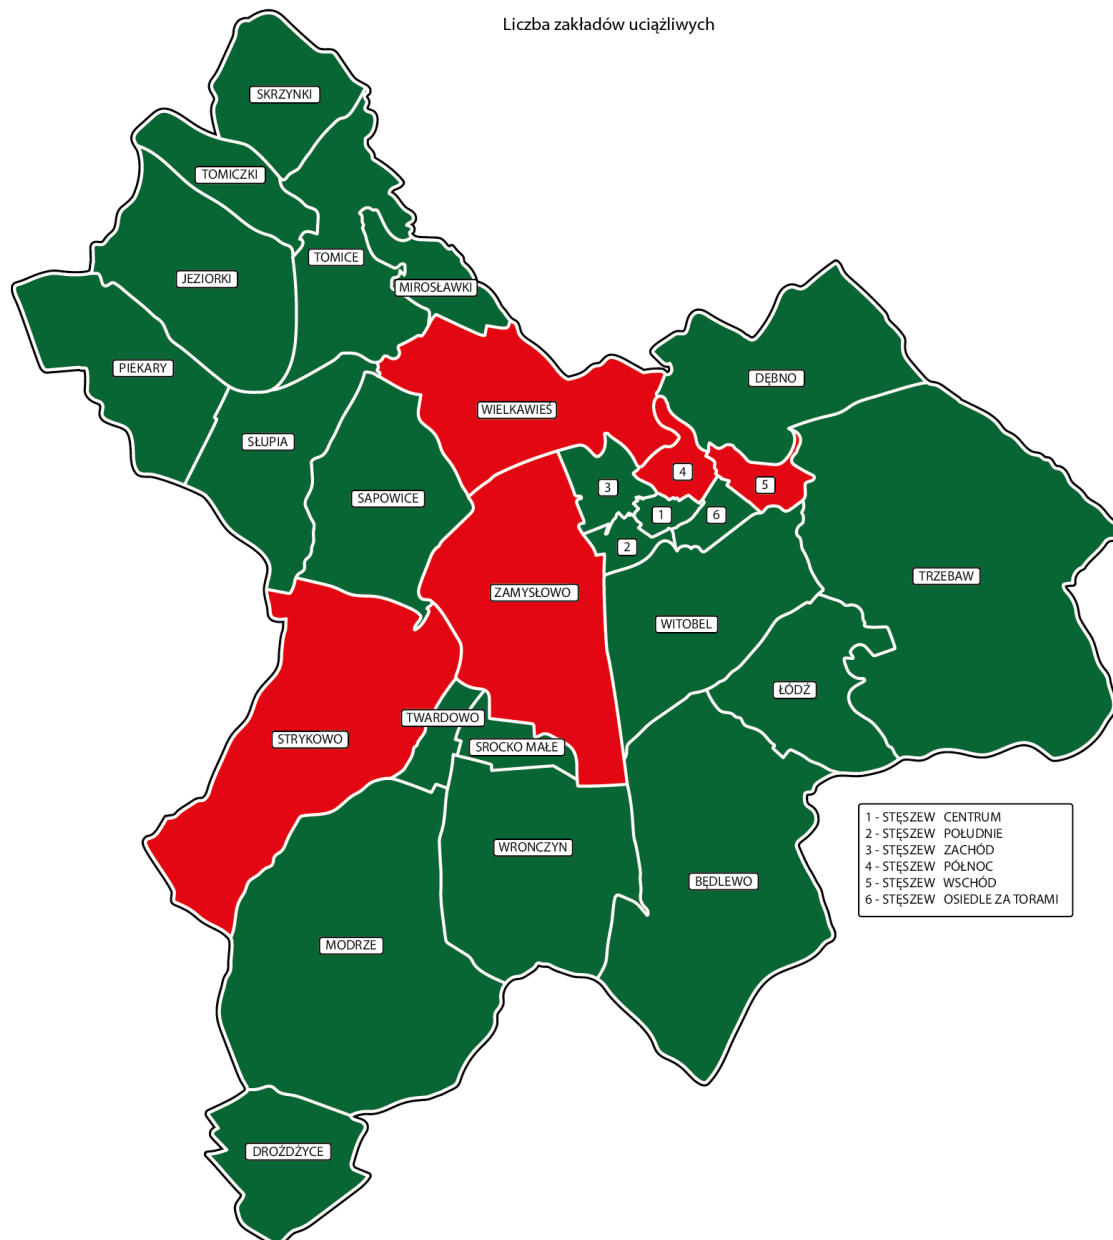 Liczba zakładów uciążliwych
SKRZYNKI
TOMICZKI
TOMICE
JEZIORKI
MIROSŁAWKI
PIEKARY
DĘBNO
WIELKAWIEŚ
SŁUPIA
SAPOWICE
4
5
3
1
6
2
TRZEBAW
ZAMYSŁOWO
WITOBEL
ŁÓDŹ
TWARDOWO
STRYKOWO
SROCKO MAŁE
WRONCZYN
BĘDLEWO
MODRZE
DROŻDŻYCE
1 - STĘSZEW CENTRUM
2 - STĘSZEW POŁUDNIE
3 - STĘSZEW ZACHÓD
4 - STĘSZEW PÓŁNOC
5 - STĘSZEW WSCHÓD
6 - STĘSZEW OSIEDLE ZA TORAMI